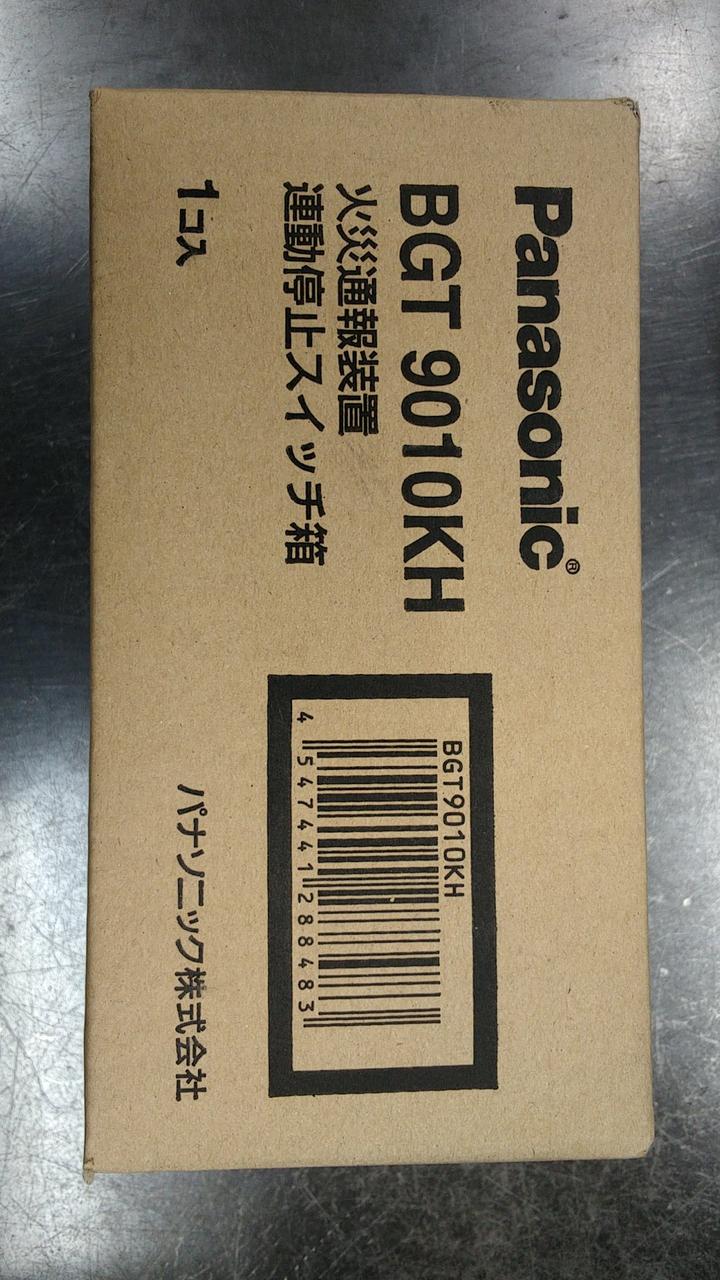 Panasonic®
BGT 9010KH
火災通報装置
連動停止スイッチ箱
1コ入
BGT9010KH
4 547441 288483
パナソニック株式会社